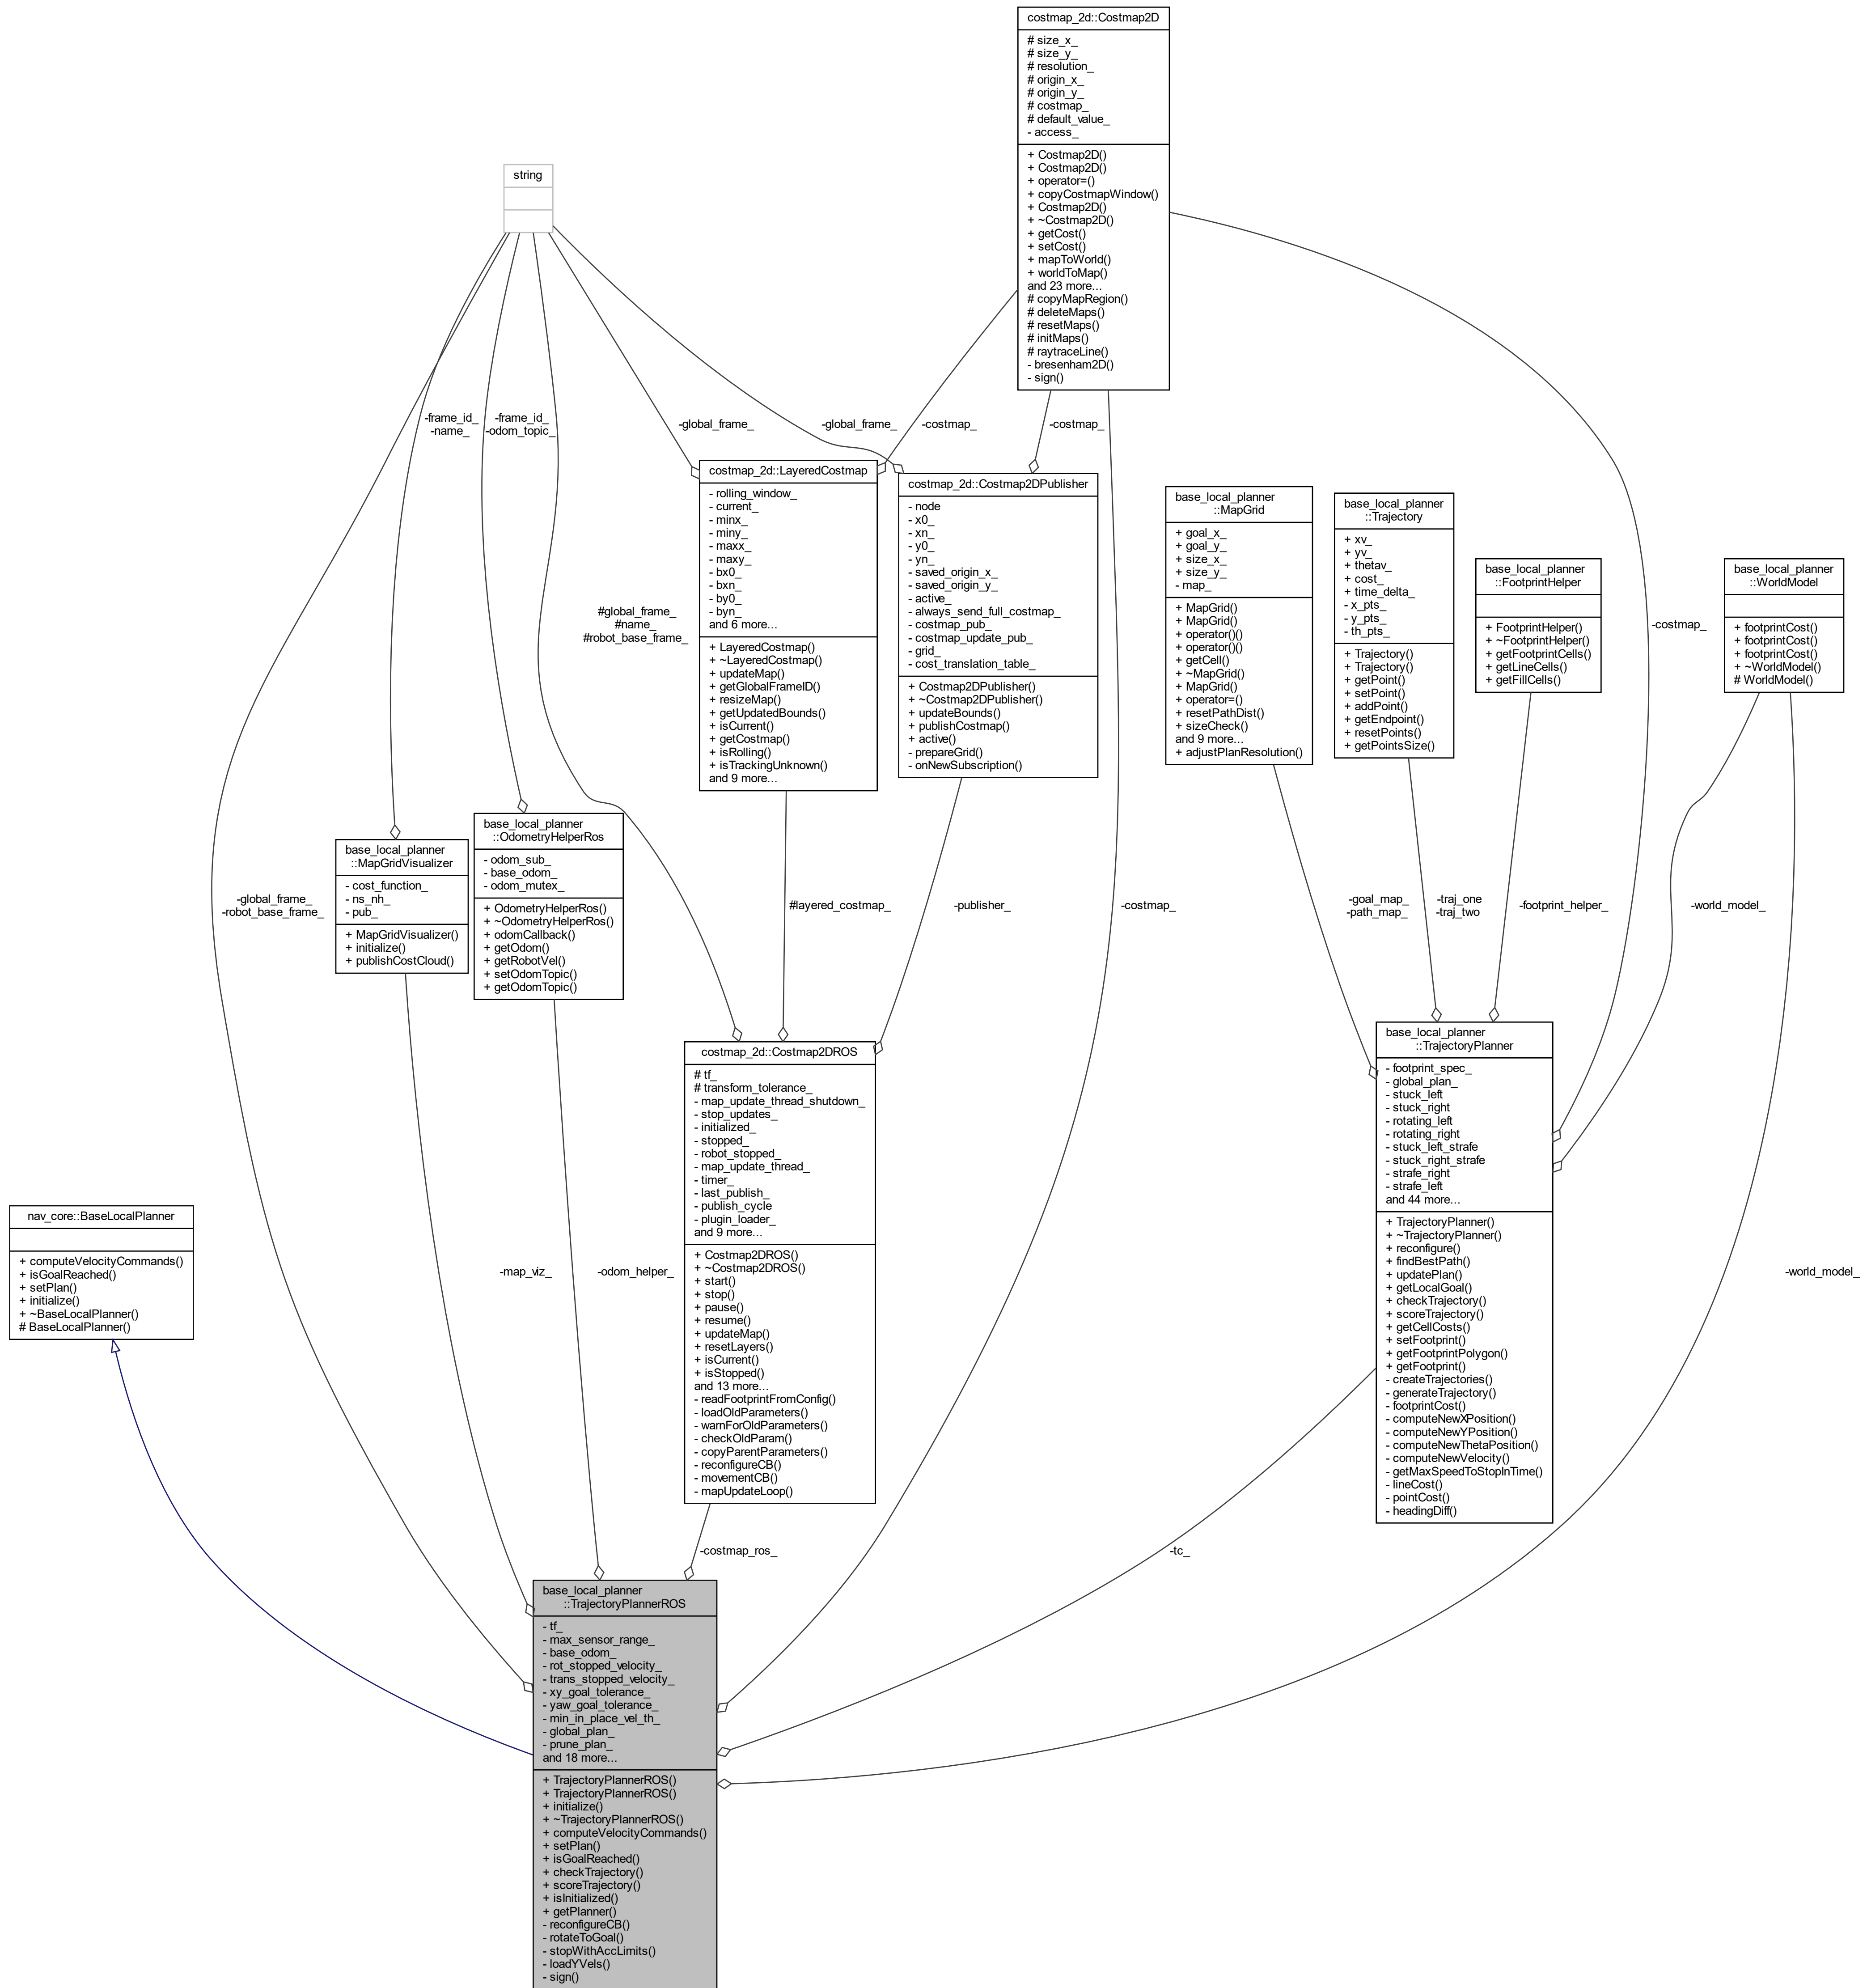 costmap_2d::Costmap2D
# size_x_
# size_y_
# resolution_
# origin_x_
# origin_y_
# costmap_
# default_value_
- access_
+ Costmap2D()
+ Costmap2D()
+ operator=()
+ copyCostmapWindow()
+ Costmap2D()
+ ~Costmap2D()
+ getCost()
+ setCost()
+ mapToWorld()
+ worldToMap()
and 23 more...
# copyMapRegion()
# deleteMaps()
# resetMaps()
# initMaps()
# raytraceLine()
- bresenham2D()
- sign()
string
-frame_id_
-name_
-frame_id_
-odom_topic_
-global_frame_
-global_frame_
-costmap_
-costmap_
#global_frame_
#name_
#robot_base_frame_
-costmap_
costmap_2d::LayeredCostmap
- rolling_window_
- current_
- minx_
- miny_
- maxx_
- maxy_
- bx0_
- bxn_
- by0_
- byn_
and 6 more...
+ LayeredCostmap()
+ ~LayeredCostmap()
+ updateMap()
+ getGlobalFrameID()
+ resizeMap()
+ getUpdatedBounds()
+ isCurrent()
+ getCostmap()
+ isRolling()
+ isTrackingUnknown()
and 9 more...
costmap_2d::Costmap2DPublisher
- node
- x0_
- xn_
- y0_
- yn_
- saved_origin_x_
- saved_origin_y_
- active_
- always_send_full_costmap_
- costmap_pub_
- costmap_update_pub_
- grid_
- cost_translation_table_
+ Costmap2DPublisher()
+ ~Costmap2DPublisher()
+ updateBounds()
+ publishCostmap()
+ active()
- prepareGrid()
- onNewSubscription()
base_local_planner
::MapGrid
+ goal_x_
+ goal_y_
+ size_x_
+ size_y_
- map_
+ MapGrid()
+ MapGrid()
+ operator()()
+ operator()()
+ getCell()
+ ~MapGrid()
+ MapGrid()
+ operator=()
+ resetPathDist()
+ sizeCheck()
and 9 more...
+ adjustPlanResolution()
base_local_planner
::Trajectory
+ xv_
+ yv_
+ thetav_
+ cost_
+ time_delta_
- x_pts_
- y_pts_
- th_pts_
+ Trajectory()
+ Trajectory()
+ getPoint()
+ setPoint()
+ addPoint()
+ getEndpoint()
+ resetPoints()
+ getPointsSize()
base_local_planner
::FootprintHelper
+ FootprintHelper()
+ ~FootprintHelper()
+ getFootprintCells()
+ getLineCells()
+ getFillCells()
base_local_planner
::WorldModel
+ footprintCost()
+ footprintCost()
+ footprintCost()
+ ~WorldModel()
# WorldModel()
base_local_planner
::MapGridVisualizer
- cost_function_
- ns_nh_
- pub_
+ MapGridVisualizer()
+ initialize()
+ publishCostCloud()
base_local_planner
::OdometryHelperRos
- odom_sub_
- base_odom_
- odom_mutex_
+ OdometryHelperRos()
+ ~OdometryHelperRos()
+ odomCallback()
+ getOdom()
+ getRobotVel()
+ setOdomTopic()
+ getOdomTopic()
-global_frame_
-robot_base_frame_
#layered_costmap_
-publisher_
-costmap_
-goal_map_
-path_map_
-traj_one
-traj_two
-footprint_helper_
-world_model_
costmap_2d::Costmap2DROS
# tf_
# transform_tolerance_
- map_update_thread_shutdown_
- stop_updates_
- initialized_
- stopped_
- robot_stopped_
- map_update_thread_
- timer_
- last_publish_
- publish_cycle
- plugin_loader_
and 9 more...
+ Costmap2DROS()
+ ~Costmap2DROS()
+ start()
+ stop()
+ pause()
+ resume()
+ updateMap()
+ resetLayers()
+ isCurrent()
+ isStopped()
and 13 more...
- readFootprintFromConfig()
- loadOldParameters()
- warnForOldParameters()
- checkOldParam()
- copyParentParameters()
- reconfigureCB()
- movementCB()
- mapUpdateLoop()
base_local_planner
::TrajectoryPlanner
- footprint_spec_
- global_plan_
- stuck_left
- stuck_right
- rotating_left
- rotating_right
- stuck_left_strafe
- stuck_right_strafe
- strafe_right
- strafe_left
and 44 more...
+ TrajectoryPlanner()
+ ~TrajectoryPlanner()
+ reconfigure()
+ findBestPath()
+ updatePlan()
+ getLocalGoal()
+ checkTrajectory()
+ scoreTrajectory()
+ getCellCosts()
+ setFootprint()
+ getFootprintPolygon()
+ getFootprint()
- createTrajectories()
- generateTrajectory()
- footprintCost()
- computeNewXPosition()
- computeNewYPosition()
- computeNewThetaPosition()
- computeNewVelocity()
- getMaxSpeedToStopInTime()
- lineCost()
- pointCost()
- headingDiff()
nav_core::BaseLocalPlanner
+ computeVelocityCommands()
+ isGoalReached()
+ setPlan()
+ initialize()
+ ~BaseLocalPlanner()
# BaseLocalPlanner()
-map_viz_
-odom_helper_
-world_model_
-costmap_ros_
-tc_
base_local_planner
::TrajectoryPlannerROS
- tf_
- max_sensor_range_
- base_odom_
- rot_stopped_velocity_
- trans_stopped_velocity_
- xy_goal_tolerance_
- yaw_goal_tolerance_
- min_in_place_vel_th_
- global_plan_
- prune_plan_
and 18 more...
+ TrajectoryPlannerROS()
+ TrajectoryPlannerROS()
+ initialize()
+ ~TrajectoryPlannerROS()
+ computeVelocityCommands()
+ setPlan()
+ isGoalReached()
+ checkTrajectory()
+ scoreTrajectory()
+ isInitialized()
+ getPlanner()
- reconfigureCB()
- rotateToGoal()
- stopWithAccLimits()
- loadYVels()
- sign()